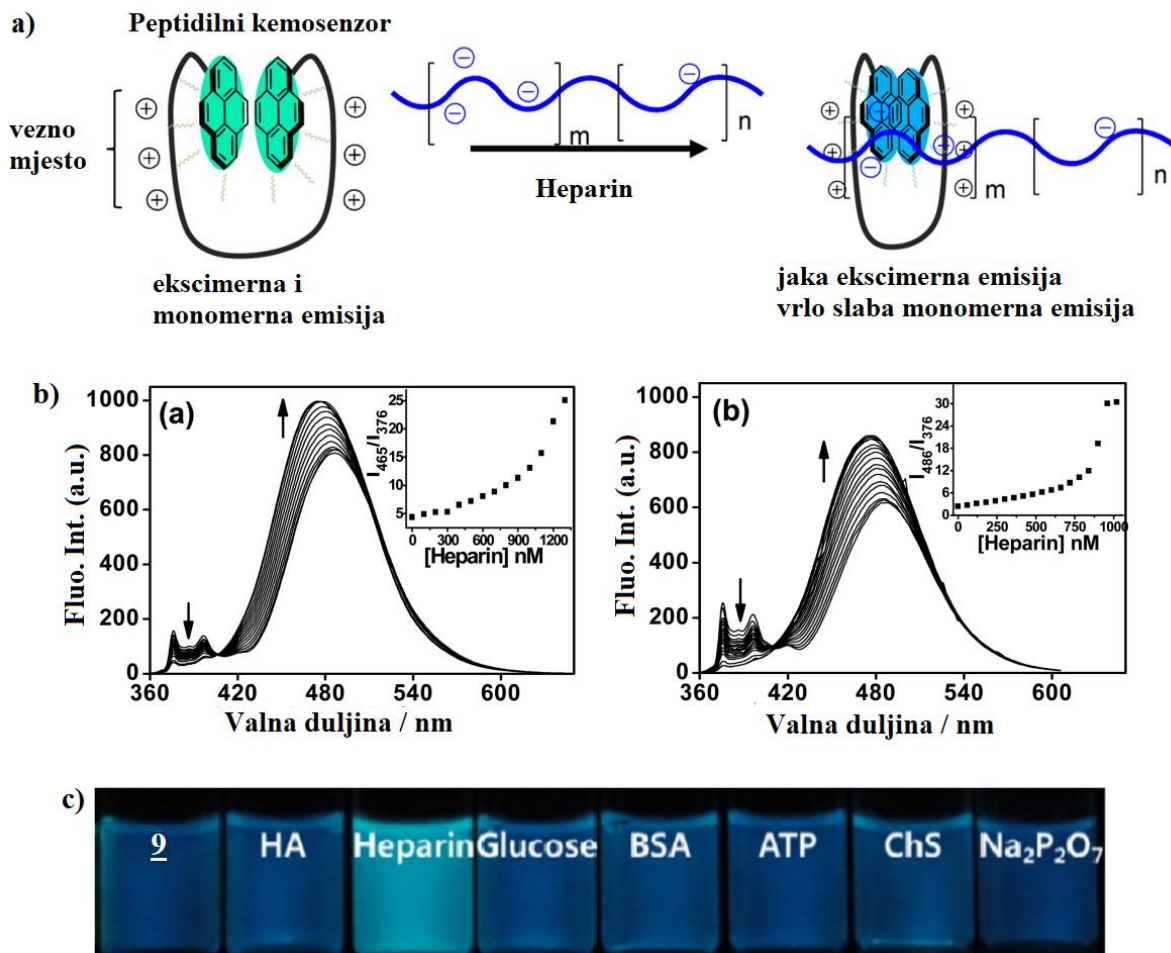 a)
Peptidilni kemosenzor
vezno
mjesto
ekscimerna i
monomerna emisija
m
n
Heparin
m
n
jaka ekscimerna emisija
vrlo slaba monomerna emisija
b)
(a)
Fluo. Int. (a.u.)
1000
800
600
400
200
0
360 420 480 540 600
Valna duljina / nm
I465/I376
25
20
15
10
5
0 300 600 900 1200
[Heparin] nM
(b)
Fluo. Int. (a.u.)
1000
800
600
400
200
0
360 420 480 540 600
Valna duljina / nm
I486/I376
30
24
18
12
6
0
0 250 500 750 1000
[Heparin] nM
c)
9 HA Heparin Glucose BSA ATP ChS Na2P2O7